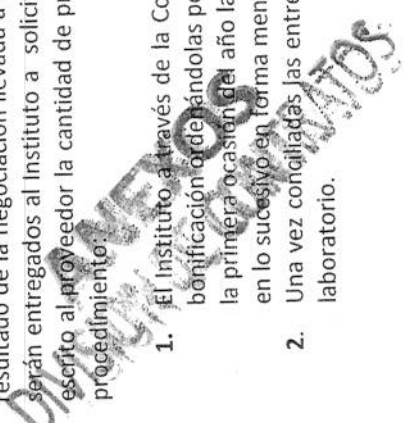 resultado de la negociación llevada a
serán entregados al Instituto a solici
escrito al proveedor la cantidad de pr
procedimiento:
1. El Instituto a través de la Co
bonificación ordenándolas po
la primera ocasión del año la
en lo sucesivo en forma men
2. Una vez conciliadas las entre
laboratorio.
ANEXOS
DIVISIÓN DE CONTRATOS